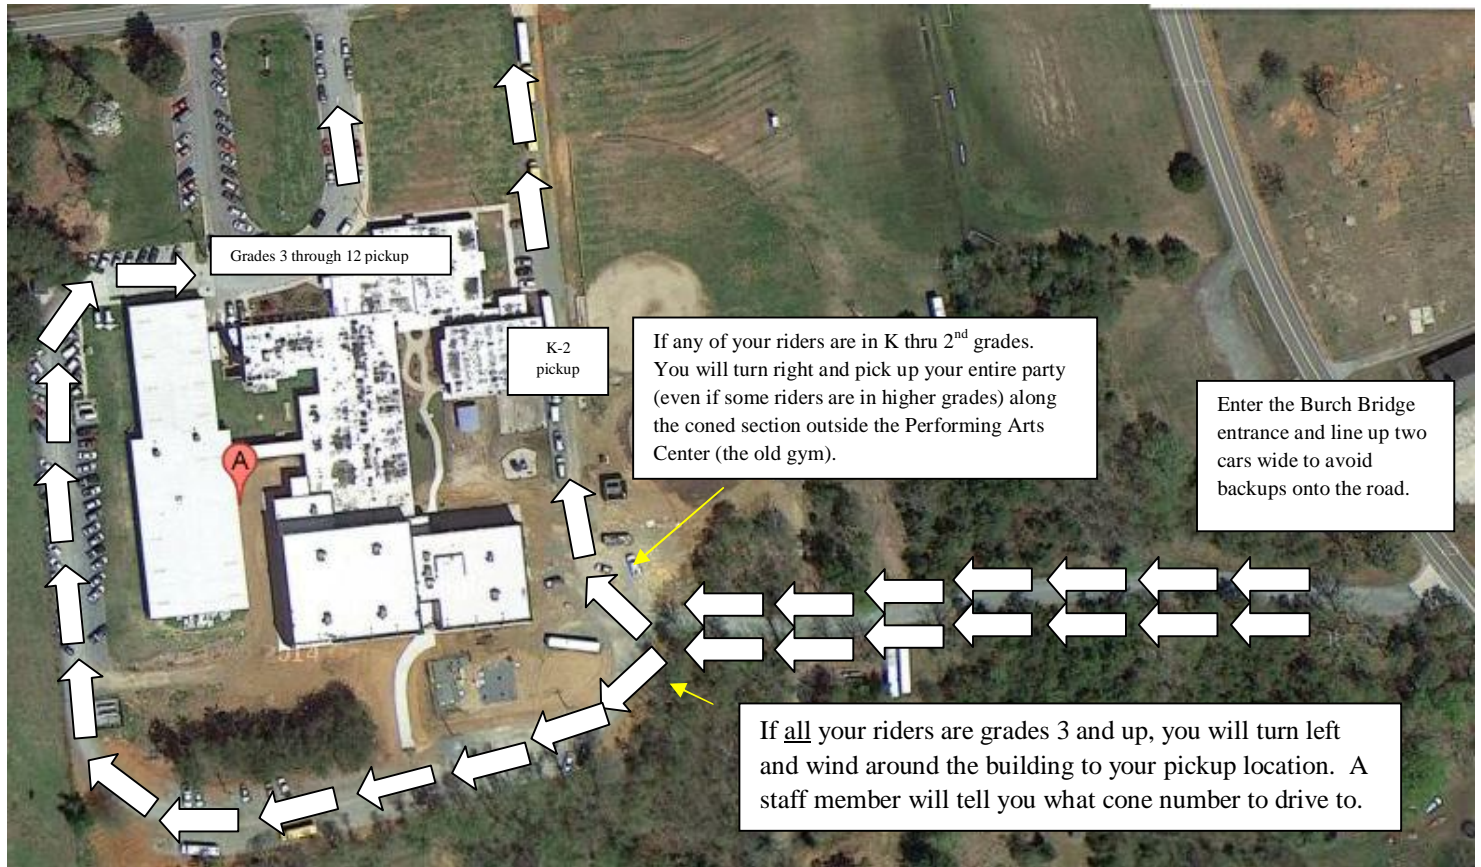 Grades 3 through 12 pickup
K-2
pickup
If any of your riders are in K thru 2nd grades.
You will turn right and pick up your entire party
(even if some riders are in higher grades) along
the coned section outside the Performing Arts
Center (the old gym).
Enter the Burch Bridge
entrance and line up two
cars wide to avoid
backups onto the road.
A
If all your riders are grades 3 and up, you will turn left
and wind around the building to your pickup location. A
staff member will tell you what cone number to drive to.